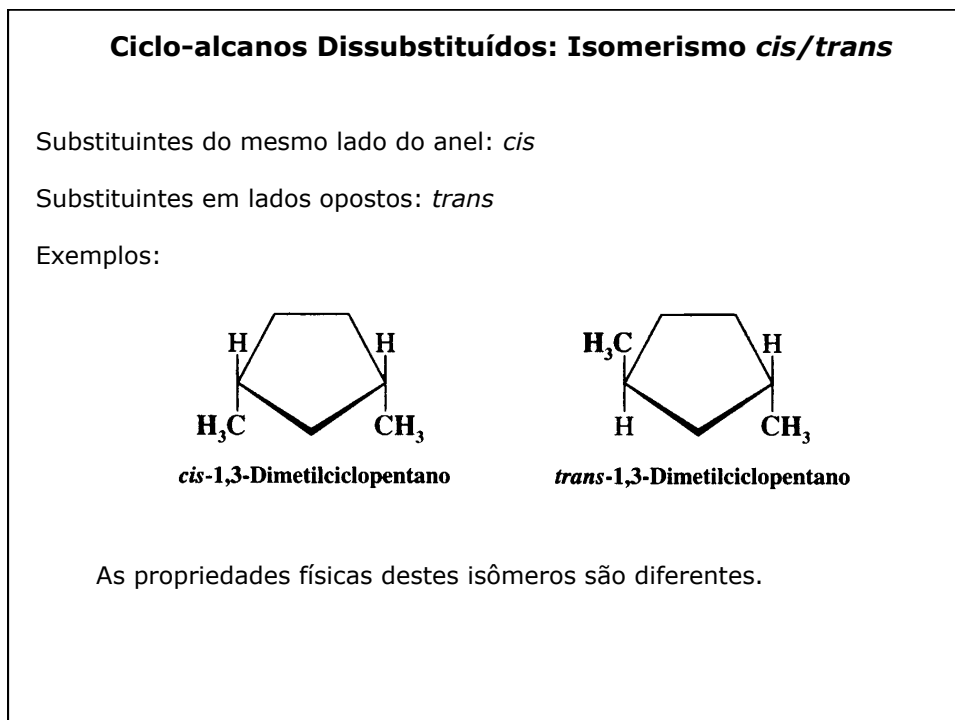 Ciclo-alcanos Dissubstituídos: Isomerismo cis/trans
Substituintes do mesmo lado do anel: cis
Substituintes em lados opostos: trans
Exemplos:
H H
H₃C CH₃
cis-1,3-Dimetilciclopentano
H₃C H
H CH₃
trans-1,3-Dimetilciclopentano
As propriedades físicas destes isômeros são diferentes.